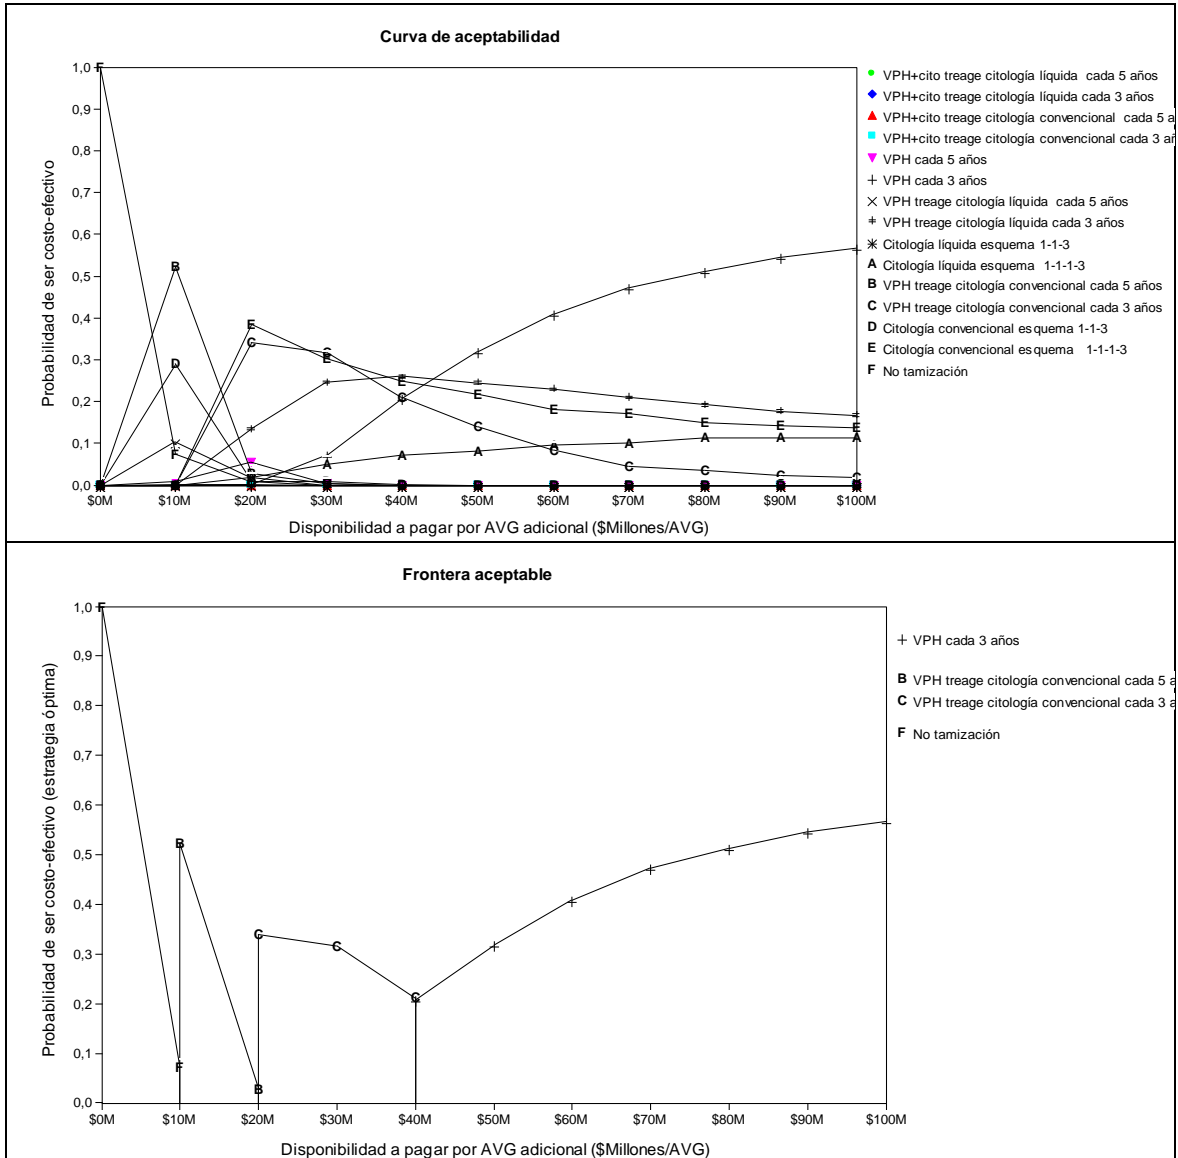 Curva de aceptabilidad
Probabilidad de ser costo-efectivo
1,0
0,9
0,8
0,7
0,6
0,5
0,4
0,3
0,2
0,1
0,0
$0M $10M $20M $30M $40M $50M $60M $70M $80M $90M $100M
Disponibilidad a pagar por AVG adicional ($Millones/AVG)
VPH+cito treage citología líquida cada 5 años
VPH+cito treage citología líquida cada 3 años
VPH+cito treage citología convencional cada 5 a
VPH+cito treage citología convencional cada 3 añ
VPH cada 5 años
VPH cada 3 años
VPH treage citología líquida cada 5 años
VPH treage citología líquida cada 3 años
Citología líquida esquema 1-1-3
A Citología líquida esquema 1-1-1-3
B VPH treage citología convencional cada 5 años
C VPH treage citología convencional cada 3 años
D Citología convencional esquema 1-1-3
E Citología convencional esquema 1-1-1-3
F No tamización
Frontera aceptable
Probabilidad de ser costo-efectivo (estrategia óptima)
1,0
0,9
0,8
0,7
0,6
0,5
0,4
0,3
0,2
0,1
0,0
$0M $10M $20M $30M $40M $50M $60M $70M $80M $90M $100M
Disponibilidad a pagar por AVG adicional ($Millones/AVG)
VPH cada 3 años
B VPH treage citología convencional cada 5 a
C VPH treage citología convencional cada 3 a
F No tamización